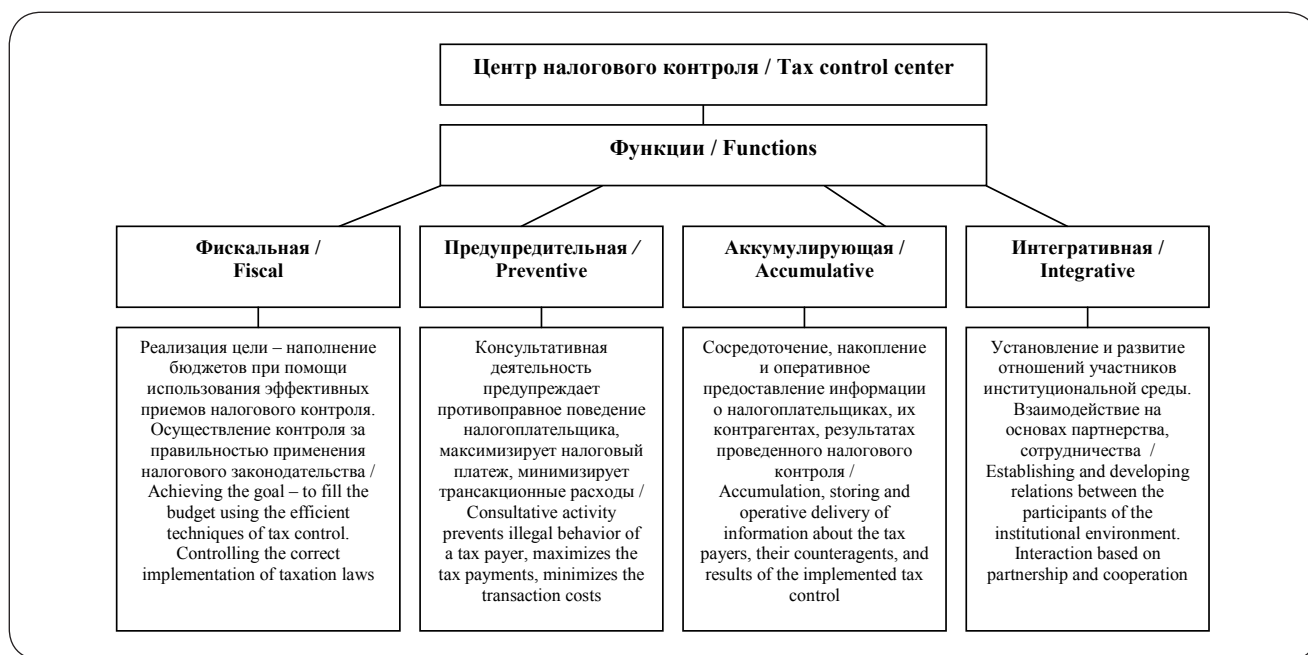 Центр налогового контроля / Tax control center
Функции / Functions
Фискальная /
Fiscal
Предупредительная /
Preventive
Аккумулирующая /
Accumulative
Интегративная /
Integrative
Реализация цели – наполнение
бюджетов при помощи
использования эффективных
приемов налогового контроля.
Осуществление контроля за
правильностью применения
налогового законодательства /
Achieving the goal – to fill the
budget using the efficient
techniques of tax control.
Controlling the correct
implementation of taxation laws
Консультативная
деятельность
предупреждает
противоправное поведение
налогоплательщика,
максимизирует налоговый
платеж, минимизирует
трансакционные расходы /
Consultative activity
prevents illegal behavior of
a tax payer, maximizes the
tax payments, minimizes the
transaction costs
Сосредоточение, накопление
и оперативное
предоставление информации
о налогоплательщиках, их
контрагентах, результатах
проведенного налогового
контроля /
Accumulation, storing and
operative delivery of
information about the tax
payers, their counteragents, and
results of the implemented tax
control
Установление и развитие
отношений участников
институциональной среды.
Взаимодействие на
основах партнерства,
сотрудничества /
Establishing and developing
relations between the
participants of the
institutional environment.
Interaction based on
partnership and cooperation